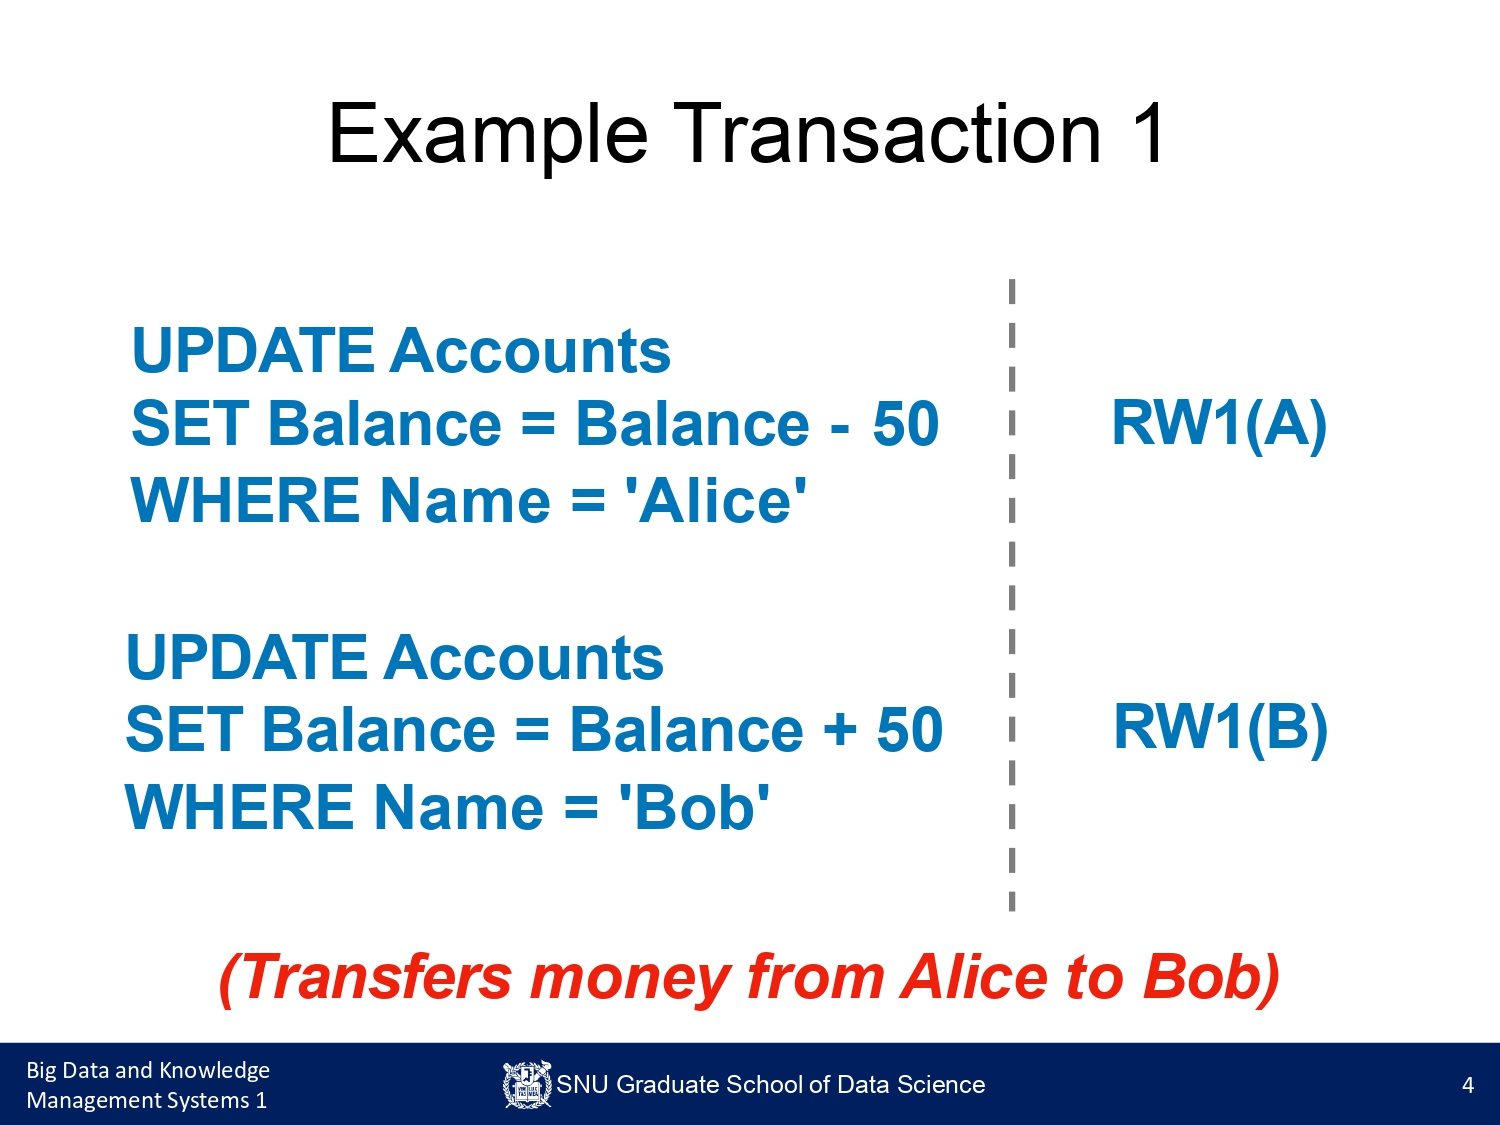 Example Transaction 1
UPDATE Accounts
SET Balance = Balance - 50
WHERE Name = 'Alice'
RW1(A)
UPDATE Accounts
SET Balance = Balance + 50
WHERE Name = 'Bob'
RW1(B)
(Transfers money from Alice to Bob)
Big Data and Knowledge
Management Systems 1
SNU Graduate School of Data Science
4